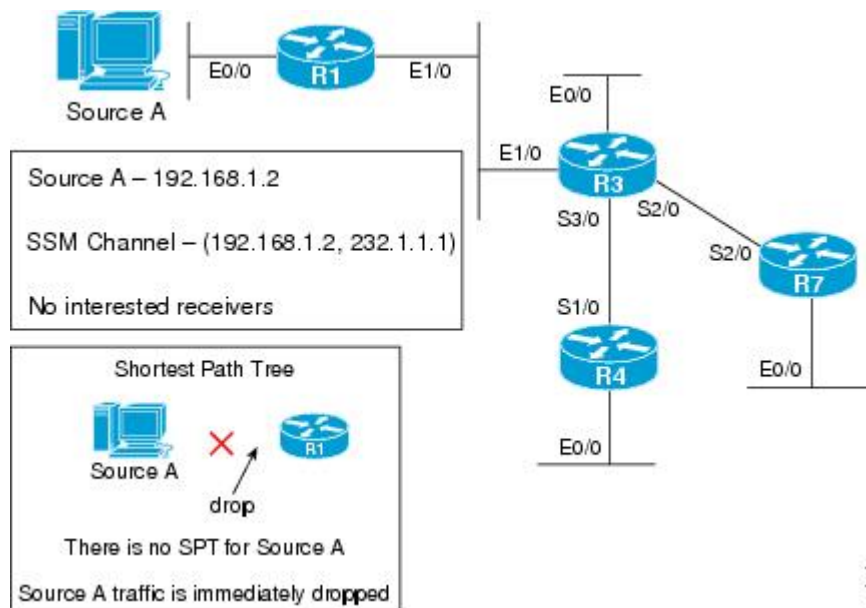 E0/0
R1
E1/0
Source A
E0/0
E1/0
R3
S3/0
S2/0
S2/0
R7
S1/0
R4
E0/0
E0/0
Source A – 192.168.1.2
SSM Channel – (192.168.1.2, 232.1.1.1)
No interested receivers
Shortest Path Tree
R1
Source A
drop
There is no SPT for Source A
Source A traffic is immediately dropped